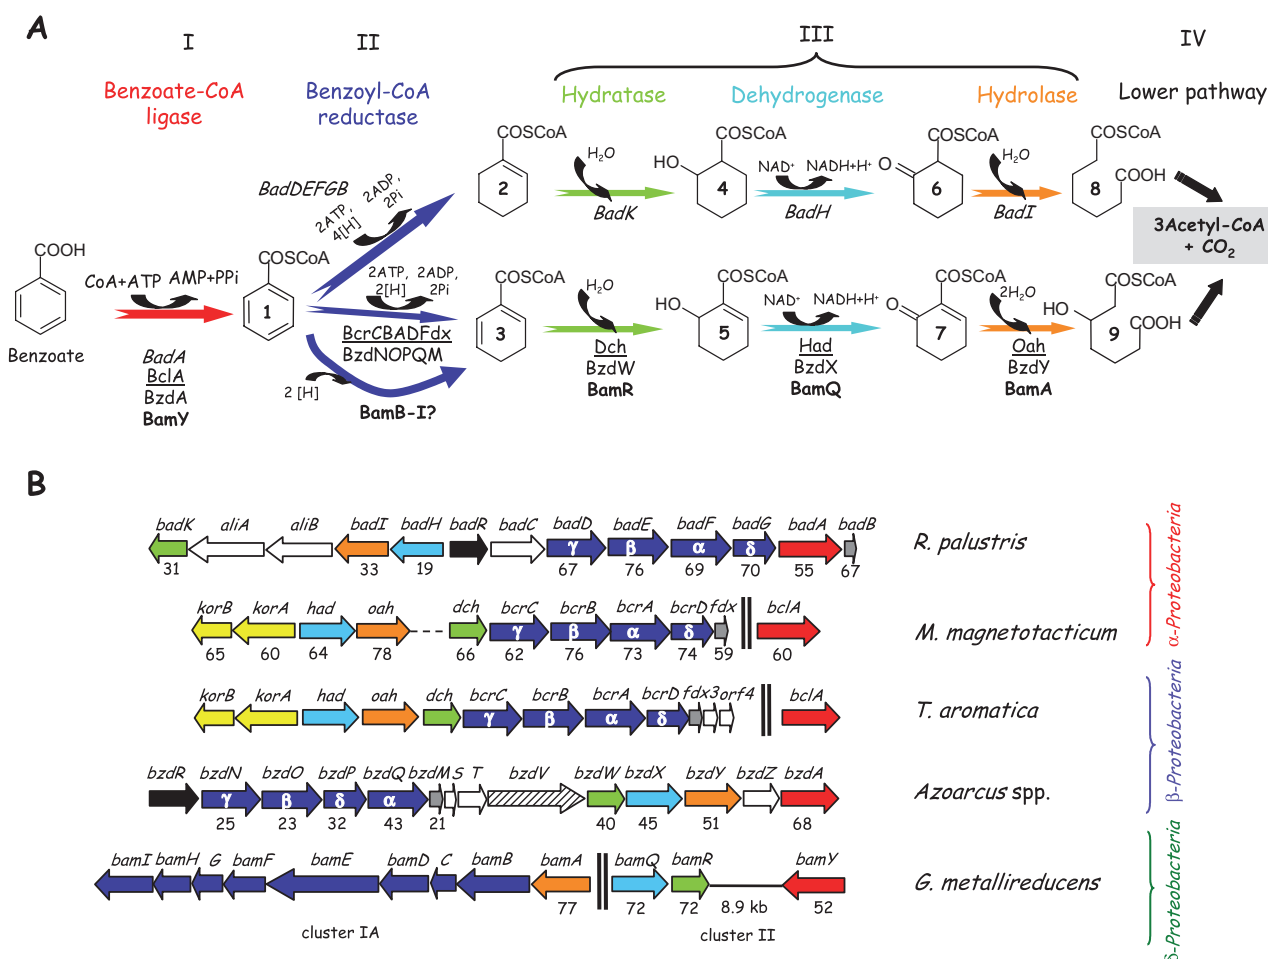 A
I
II
III
IV
Benzoate-CoA
ligase
Benzoyl-CoA
reductase
Hydratase
Dehydrogenase
Hydrolase
Lower pathway
COSCoA
2
H₂O
BadK
COSCoA
HO
4
NAD⁺
NADH+H⁺
BadH
COSCoA
O
6
H₂O
BadI
COSCoA
COOH
8
BadDEFGB
2ATP,
4[H]
2ADP,
2Pi
3Acetyl-CoA
+ CO₂
COOH
Benzoate
CoA+ATP
AMP+PPi
BadA
BclA
BzdA
BamY
COSCoA
1
2ATP,
2[H]
2ADP,
2Pi
BcrCBADFdx
BzdNOPQM
2 [H]
BamB-I?
COSCoA
3
H₂O
Dch
BzdW
BamR
COSCoA
HO
5
NAD⁺
NADH+H⁺
Had
BzdX
BamQ
COSCoA
O
7
2H₂O
Oah
BzdY
BamA
COSCoA
HO
COOH
9
B
badK aliA aliB badI badH badR badC badD badE badF badG badA badB
γ β α δ
31 33 19 67 76 69 70 55 67
R. palustris
korB korA had oah dch bcrC bcrB bcrA bcrD fdx bclA
γ β α δ
65 60 64 78 66 62 76 73 74 59 60
M. magnetotacticum
α-Proteobacteria
korB korA had oah dch bcrC bcrB bcrA bcrD fdx3 orf4 bclA
γ β α δ
T. aromatica
bzdR bzdN bzdO bzdP bzdQ bzdM S T bzdV bzdW bzdX bzdY bzdZ bzdA
γ β δ α
25 23 32 43 21 40 45 51 68
Azoarcus spp.
β-Proteobacteria
bamI bamH G bamF bamE bamD C bamB bamA bamQ bamR bamY
77 72 72 8.9 kb 52
G. metallireducens
cluster IA
cluster II
δ-Proteobacteria